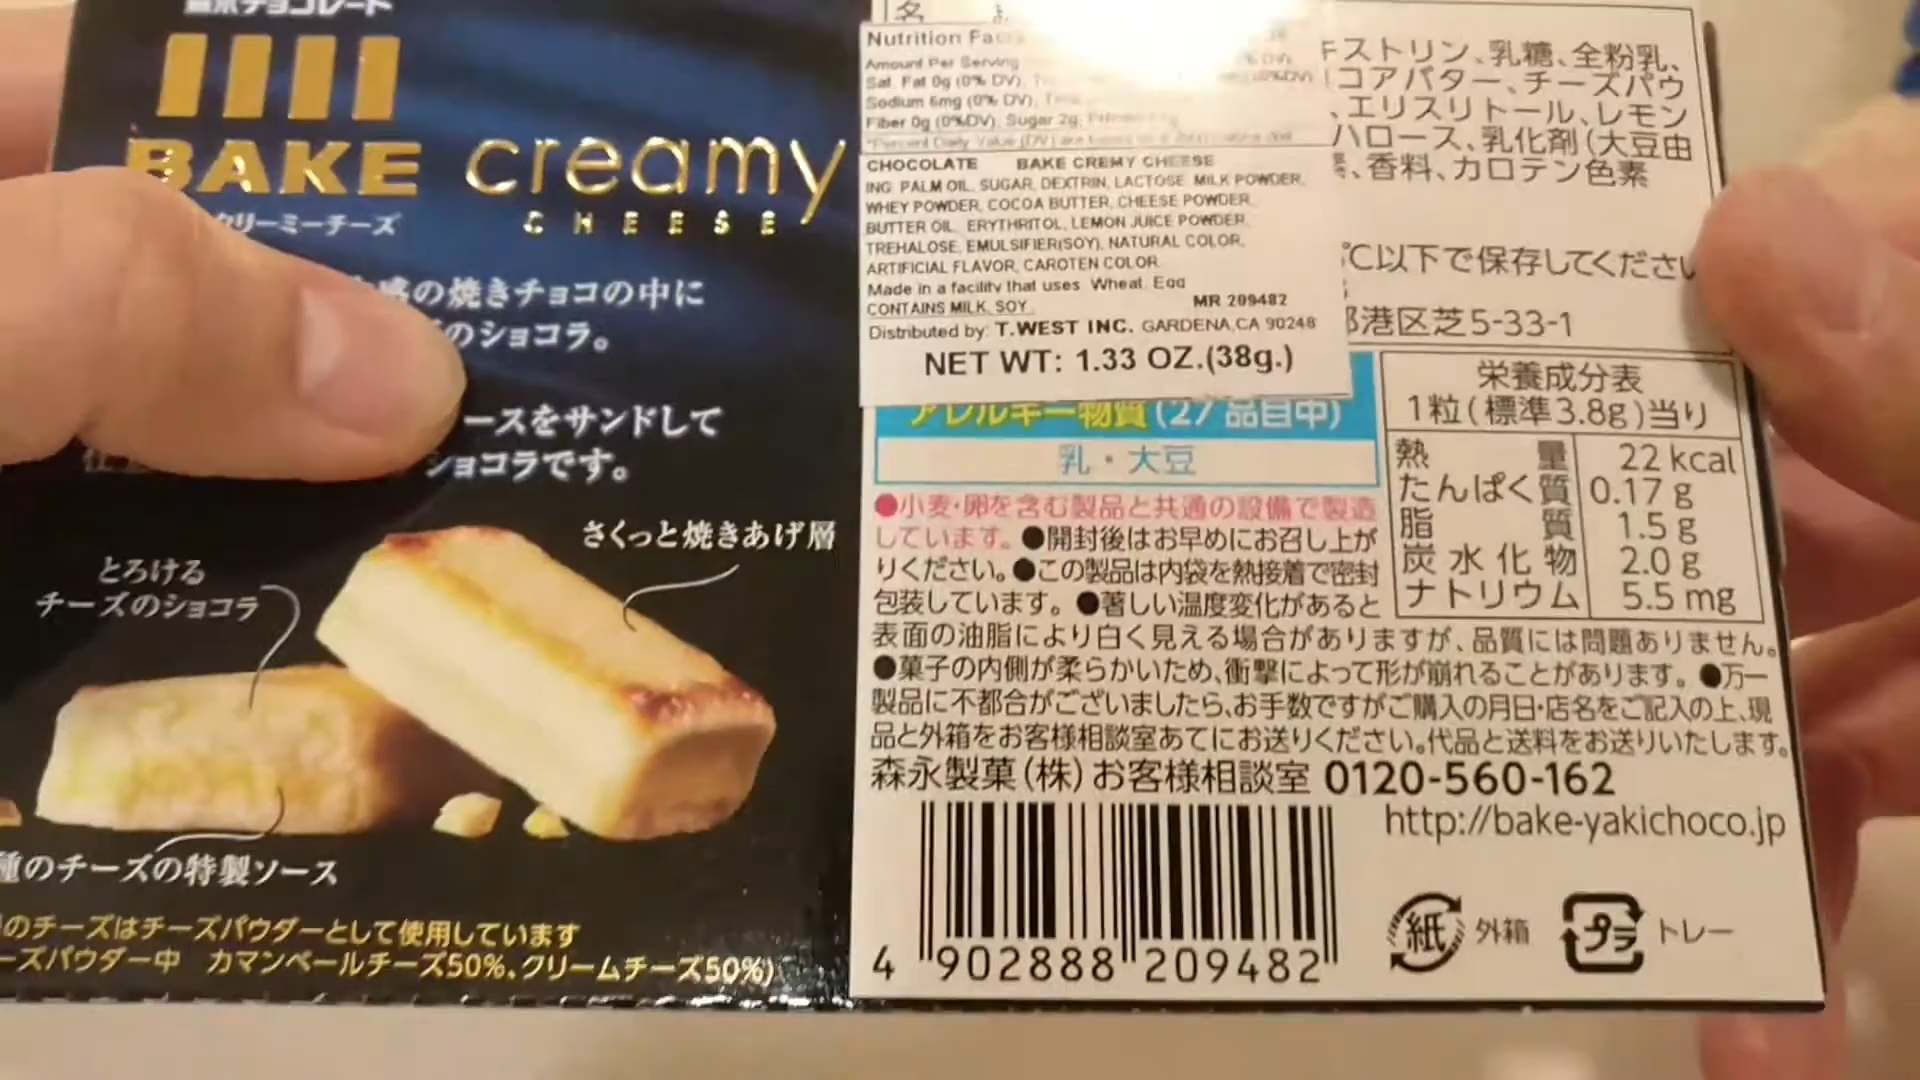 森永チョコレート
BAKE creamy
CHEESE
クリーミーチーズ
の焼きチョコの中に
のショコラ。
ースをサンドして
ショコラです。
さくっと焼きあげ層
とろける
チーズのショコラ
種のチーズの特製ソース
のチーズはチーズパウダーとして使用しています
ーズパウダー中 カマンベールチーズ50%、クリームチーズ50%)
名
Nutrition
Amount Per Serving
Sat. Fat 0g (0% DV),
Sodium 6mg (0% DV),
Fiber 0g (0%DV), Sugar 2g,
*Percent Daily Value (DV) are
CHOCOLATE BAKE CREMY CHEESE
ING: PALM OIL, SUGAR, DEXTRIN, LACTOSE, MILK POWDER,
WHEY POWDER, COCOA BUTTER, CHEESE POWDER,
BUTTER OIL, ERYTHRITOL, LEMON JUICE POWDER,
TREHALOSE, EMULSIFIER(SOY), NATURAL COLOR,
ARTIFICIAL FLAVOR, CAROTEN COLOR.
Made in a facility that uses Wheat, Egg
CONTAINS MILK, SOY
MR 209482
Distributed by: T.WEST INC. GARDENA,CA 90248
NET WT: 1.33 OZ.(38g.)
キストリン、乳糖、全粉乳、
コアバター、チーズパウ
、エリスリトール、レモン
ハロース、乳化剤(大豆由
、香料、カロテン色素
℃以下で保存してください
港区芝5-33-1
アレルギー物質(27品目中)
乳・大豆
栄養成分表
1粒(標準3.8g)当り
熱量 22 kcal
たんぱく質 0.17 g
脂質 1.5 g
炭水化物 2.0 g
ナトリウム 5.5 mg
●小麦・卵を含む製品と共通の設備で製造
しています。●開封後はお早めにお召し上が
りください。●この製品は内袋を熱接着で密封
包装しています。●著しい温度変化があると
表面の油脂により白く見える場合がありますが、品質には問題ありません。
●菓子の内側が柔らかいため、衝撃によって形が崩れることがあります。●万一
製品に不都合がございましたら、お手数ですがご購入の月日・店名をご記入の上、現
品と外箱をお客様相談室あてにお送りください。代品と送料をお送りいたします。
森永製菓(株)お客様相談室 0120-560-162
http://bake-yakichoco.jp
4 902888 209482
紙 外箱 プラ トレー